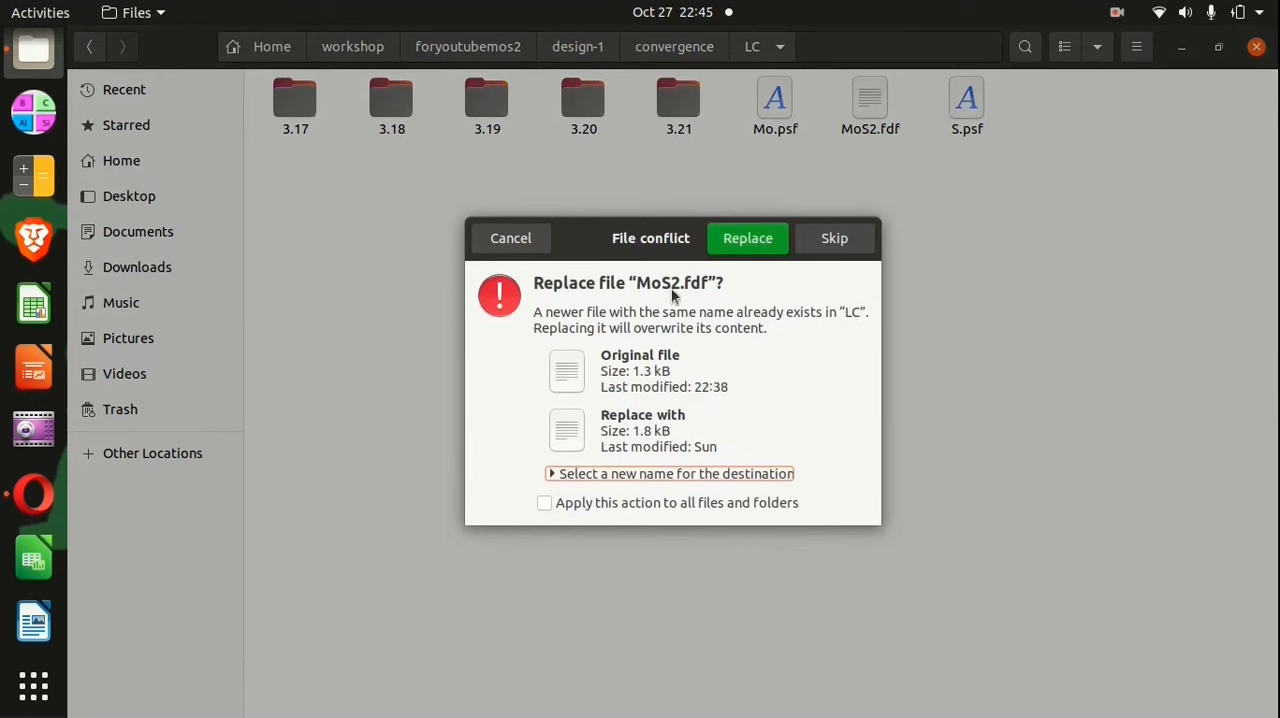 Activities
Files
Oct 27 22:45
Home
workshop
foryoutubemos2
design-1
convergence
LC
Recent
Starred
Home
Desktop
Documents
Downloads
Music
Pictures
Videos
Trash
+ Other Locations
3.17
3.18
3.19
3.20
3.21
Mo.psf
MoS2.fdf
S.psf
Cancel
File conflict
Replace
Skip
Replace file “MoS2.fdf”?
A newer file with the same name already exists in “LC”.
Replacing it will overwrite its content.
Original file
Size: 1.3 kB
Last modified: 22:38
Replace with
Size: 1.8 kB
Last modified: Sun
Select a new name for the destination
Apply this action to all files and folders
B C
Al Si